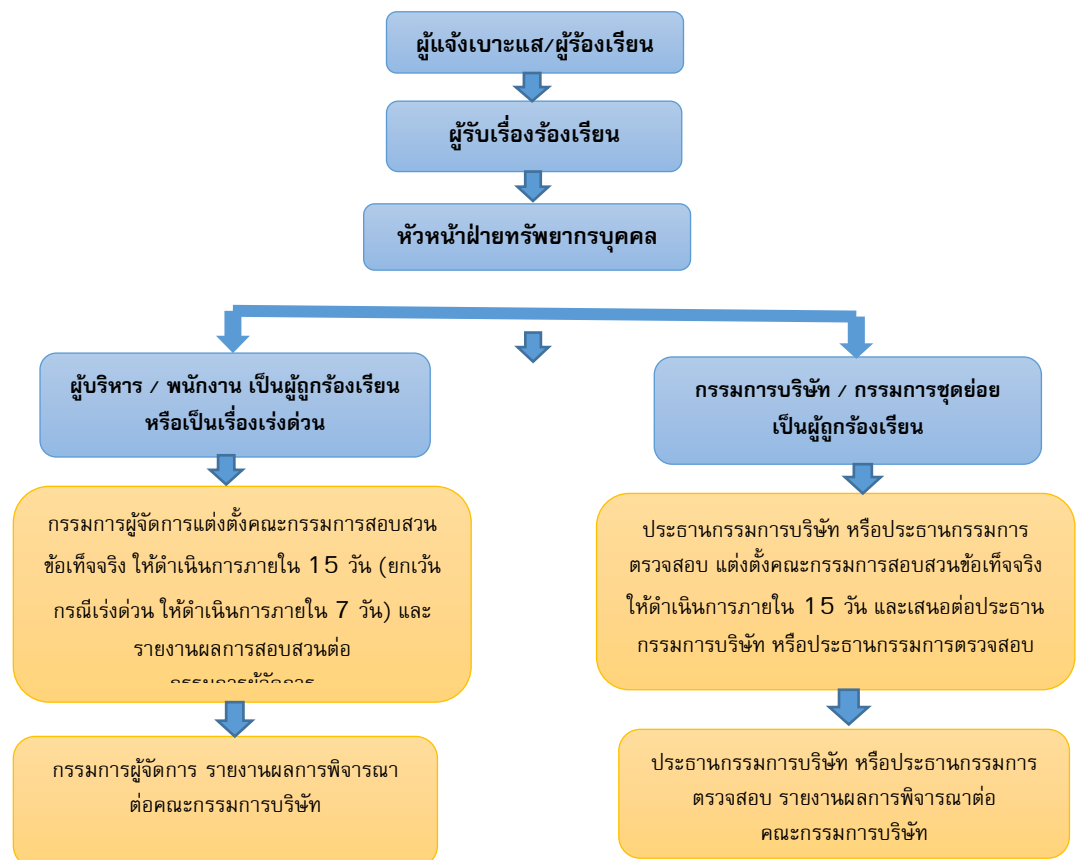 ผู้แจ้งเบาะแส/ผู้ร้องเรียน
ผู้รับเรื่องร้องเรียน
หัวหน้าฝ่ายทรัพยากรบุคคล
ผู้บริหาร / พนักงาน เป็นผู้ถูกร้องเรียน
หรือเป็นเรื่องเร่งด่วน
กรรมการผู้จัดการแต่งตั้งคณะกรรมการสอบสวน
ข้อเท็จจริง ให้ดำเนินการภายใน 15 วัน (ยกเว้น
กรณีเร่งด่วน ให้ดำเนินการภายใน 7 วัน) และ
รายงานผลการสอบสวนต่อ
กรรมการผู้จัดการ
กรรมการผู้จัดการ รายงานผลการพิจารณา
ต่อคณะกรรมการบริษัท
กรรมการบริษัท / กรรมการชุดย่อย
เป็นผู้ถูกร้องเรียน
ประธานกรรมการบริษัท หรือประธานกรรมการ
ตรวจสอบ แต่งตั้งคณะกรรมการสอบสวนข้อเท็จจริง
ให้ดำเนินการภายใน 15 วัน และเสนอต่อประธาน
กรรมการบริษัท หรือประธานกรรมการตรวจสอบ
ประธานกรรมการบริษัท หรือประธานกรรมการ
ตรวจสอบ รายงานผลการพิจารณาต่อ
คณะกรรมการบริษัท